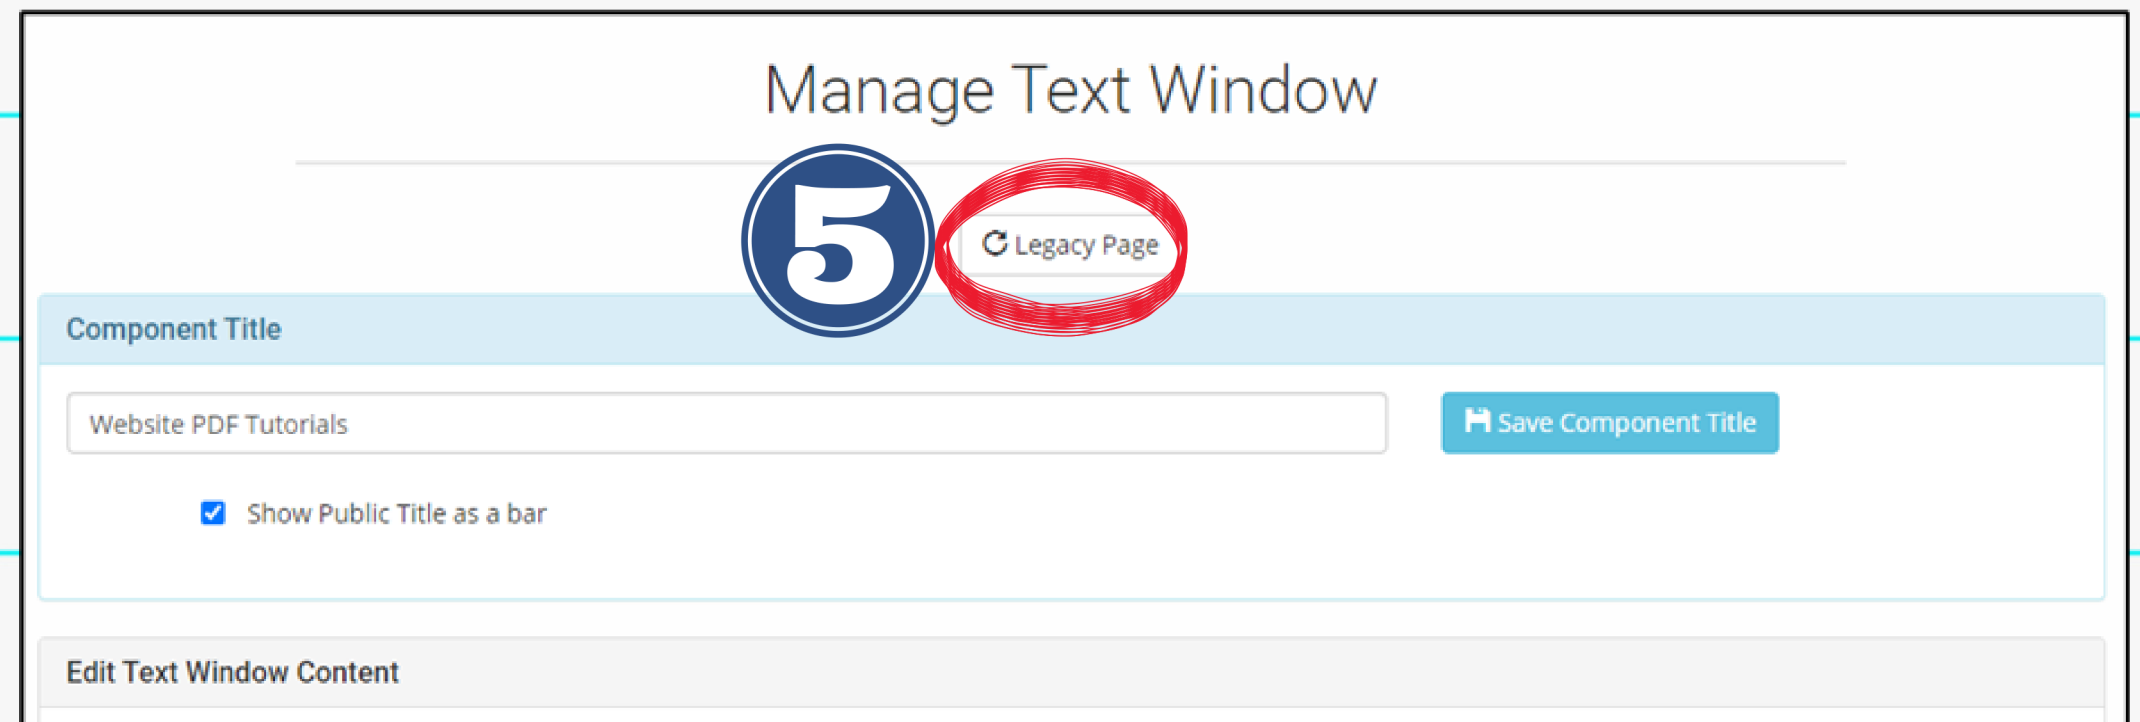 Manage Text Window
5
Legacy Page
Component Title
Website PDF Tutorials
Save Component Title
Show Public Title as a bar
Edit Text Window Content